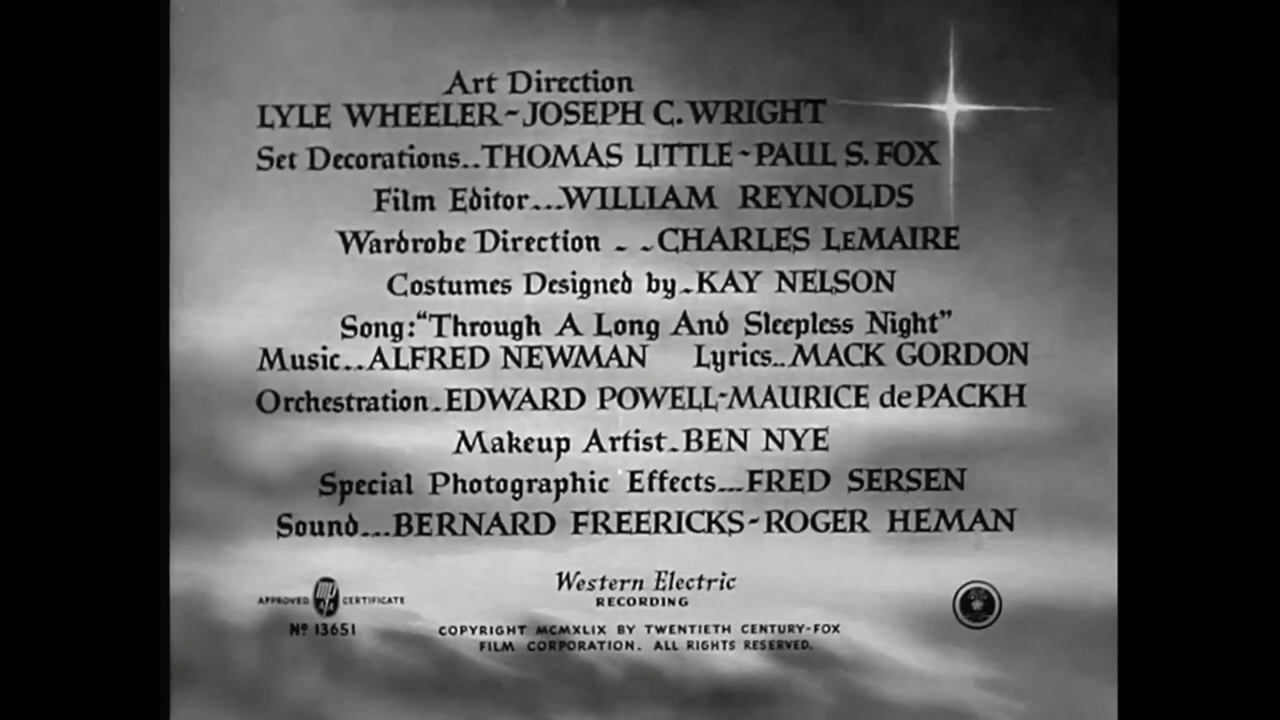 Art Direction
LYLE WHEELER~JOSEPH C. WRIGHT
Set Decorations..THOMAS LITTLE~PAUL S. FOX
Film Editor...WILLIAM REYNOLDS
Wardrobe Direction . . CHARLES LEMAIRE
Costumes Designed by..KAY NELSON
Song:"Through A Long And Sleepless Night"
Music...ALFRED NEWMAN Lyrics..MACK GORDON
Orchestration..EDWARD POWELL~MAURICE dePACKH
Makeup Artist..BEN NYE
Special Photographic Effects...FRED SERSEN
Sound....BERNARD FREERICKS~ROGER HEMAN
Western Electric
RECORDING
APPROVED MPAA CERTIFICATE
Nº 13651
COPYRIGHT MCMXLIX BY TWENTIETH CENTURY-FOX
FILM CORPORATION. ALL RIGHTS RESERVED.